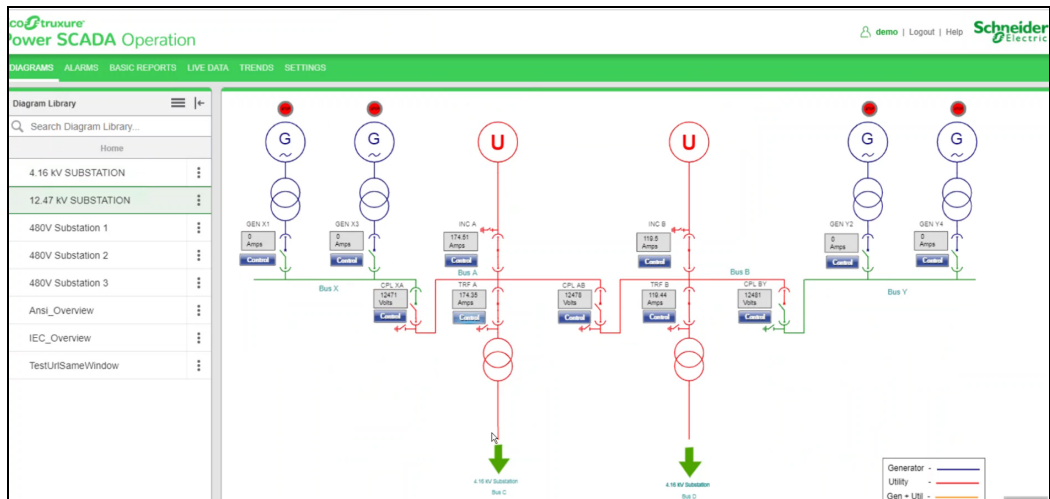 co truxure
Power SCADA Operation
demo | Logout | Help
Schneider
Electric
DIAGRAMS ALARMS BASIC REPORTS LIVE DATA TRENDS SETTINGS
Diagram Library
Search Diagram Library...
Home
4.16 kV SUBSTATION
12.47 kV SUBSTATION
480V Substation 1
480V Substation 2
480V Substation 3
Ansi_Overview
IEC_Overview
TestUrlSameWindow
G
G
U
U
G
G
GEN X1
0
Amps
Control
GEN X3
0
Amps
Control
INC A
174.51
Amps
INC B
119.5
Amps
GEN Y2
0
Amps
Control
GEN Y4
0
Amps
Control
Bus X
Bus A
Bus B
Bus Y
CPL XA
12471
Volts
Control
TRF A
174.35
Amps
Control
CPL AB
12478
Volts
Control
TRF B
119.44
Amps
Control
CPL BY
12481
Volts
Control
4.16 kV Substation
Bus C
4.16 kV Substation
Bus D
Generator -
Utility -
Gen + Util -